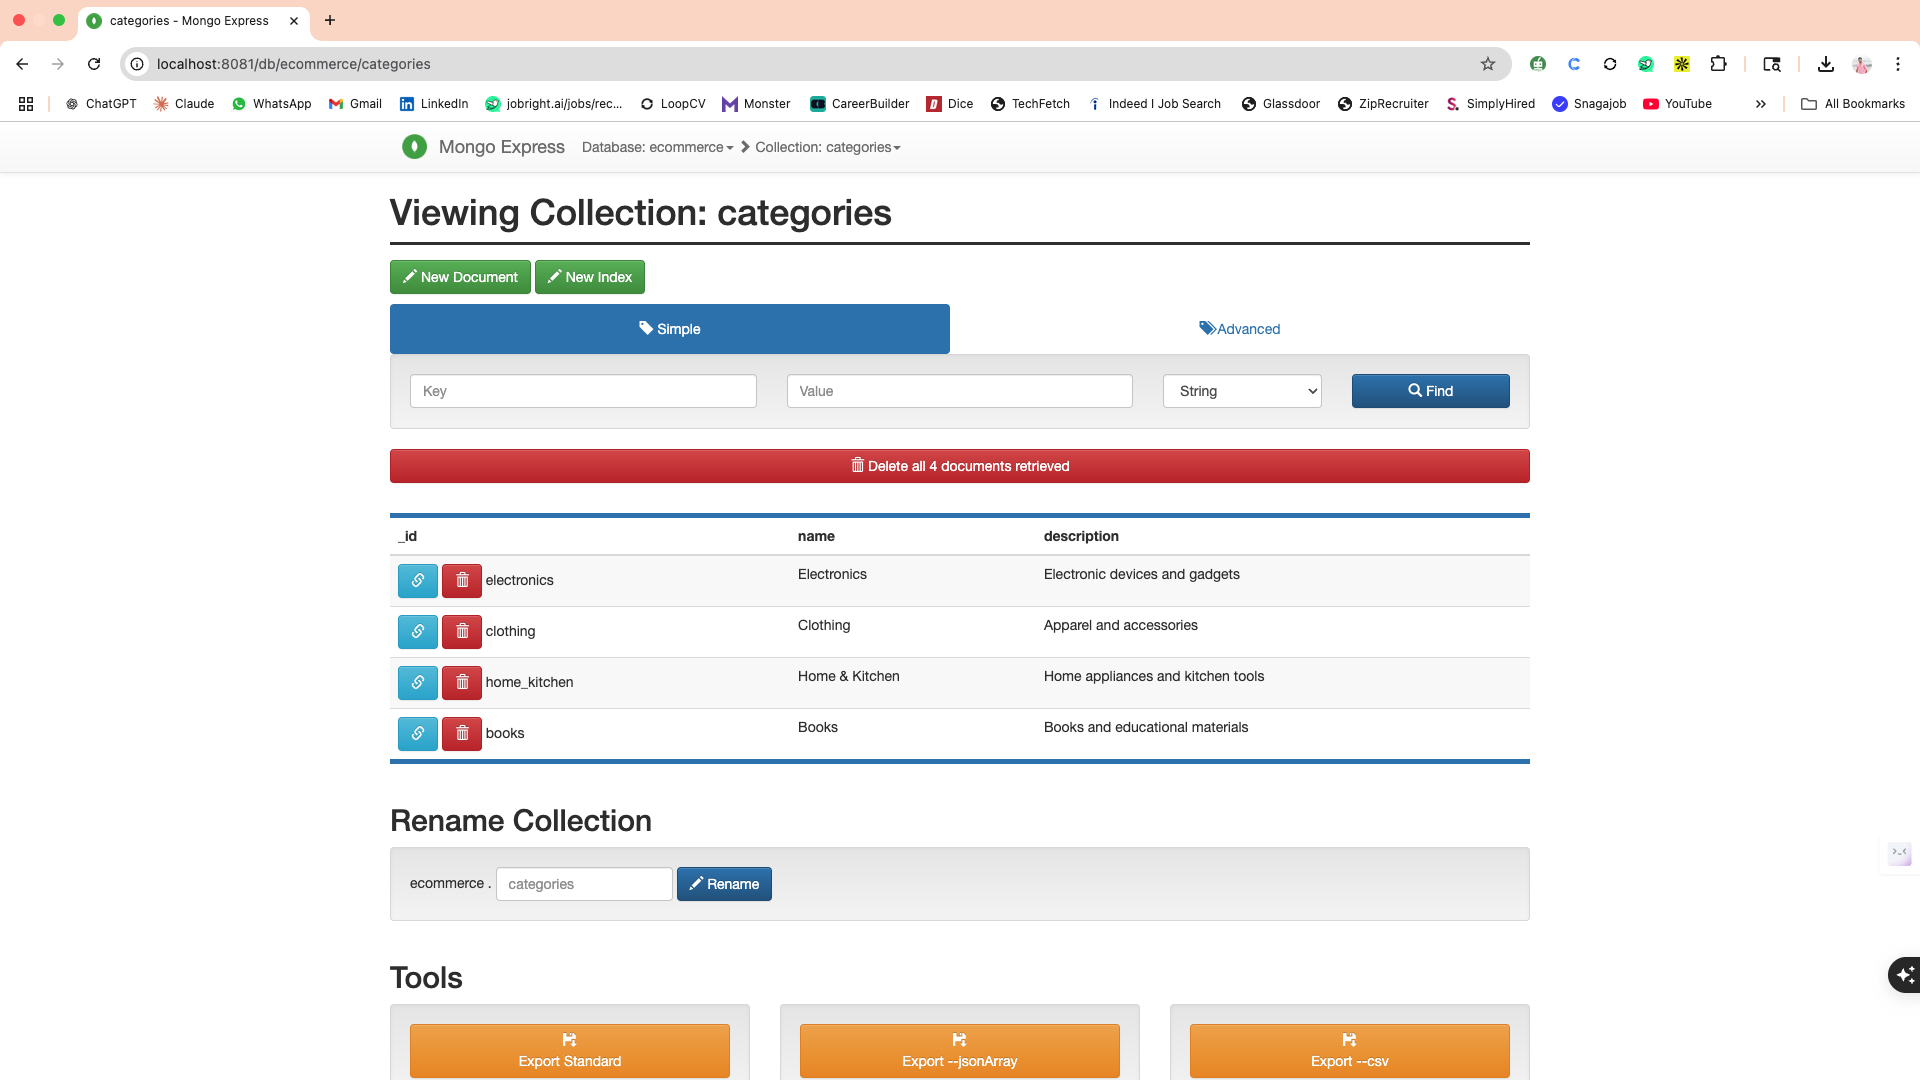 categories - Mongo Express
localhost:8081/db/ecommerce/categories
ChatGPT Claude WhatsApp Gmail LinkedIn jobright.ai/jobs/rec... LoopCV Monster CareerBuilder Dice TechFetch Indeed I Job Search Glassdoor ZipRecruiter SimplyHired Snagajob YouTube » All Bookmarks
Mongo Express Database: ecommerce Collection: categories
Viewing Collection: categories
New Document New Index
Simple Advanced
Key Value String Find
Delete all 4 documents retrieved
_id name description
electronics Electronics Electronic devices and gadgets
clothing Clothing Apparel and accessories
home_kitchen Home & Kitchen Home appliances and kitchen tools
books Books Books and educational materials
Rename Collection
ecommerce . categories Rename
Tools
Export Standard Export --jsonArray Export --csv